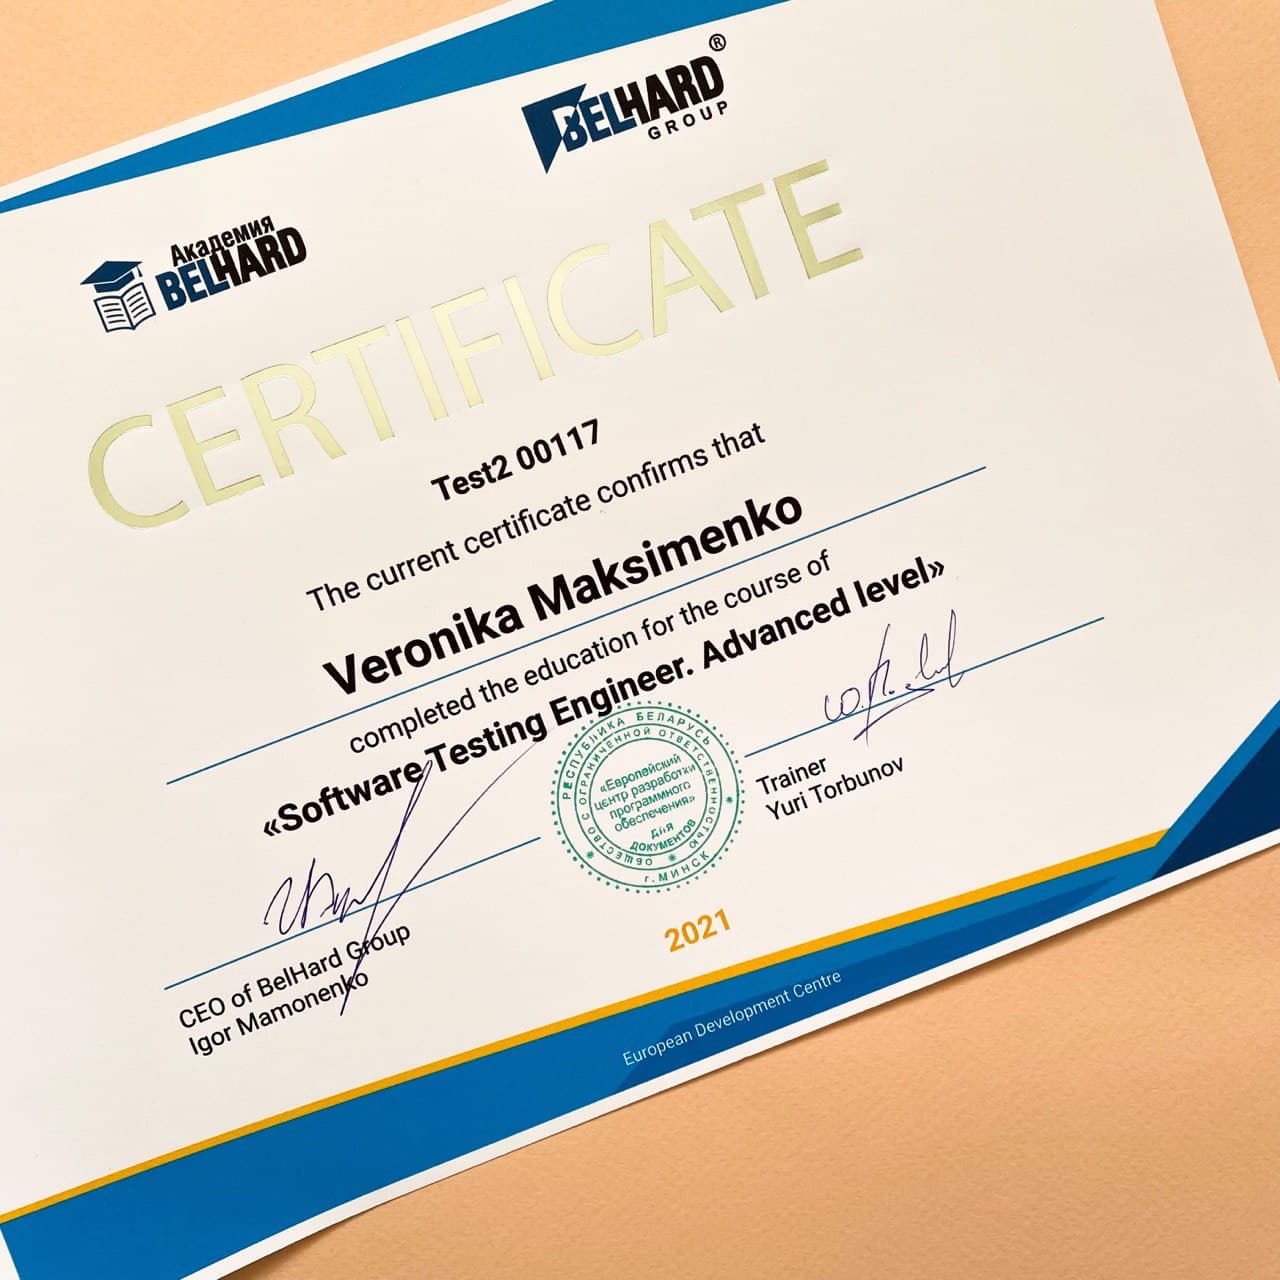 BELHARD®
GROUP
Академия
BELHARD
CERTIFICATE
Test2 00117
The current certificate confirms that
Veronika Maksimenko
completed the education for the course of
«Software Testing Engineer. Advanced level»
Trainer
Yuri Torbunov
CEO of BelHard Group
Igor Mamonenko
РЕСПУБЛИКА БЕЛАРУСЬ
ОБЩЕСТВО С ОГРАНИЧЕННОЙ ОТВЕТСТВЕННОСТЬЮ
«Европейский
центр разработки
программного
обеспечения»
ДЛЯ
ДОКУМЕНТОВ
г. МИНСК
2021
European Development Centre